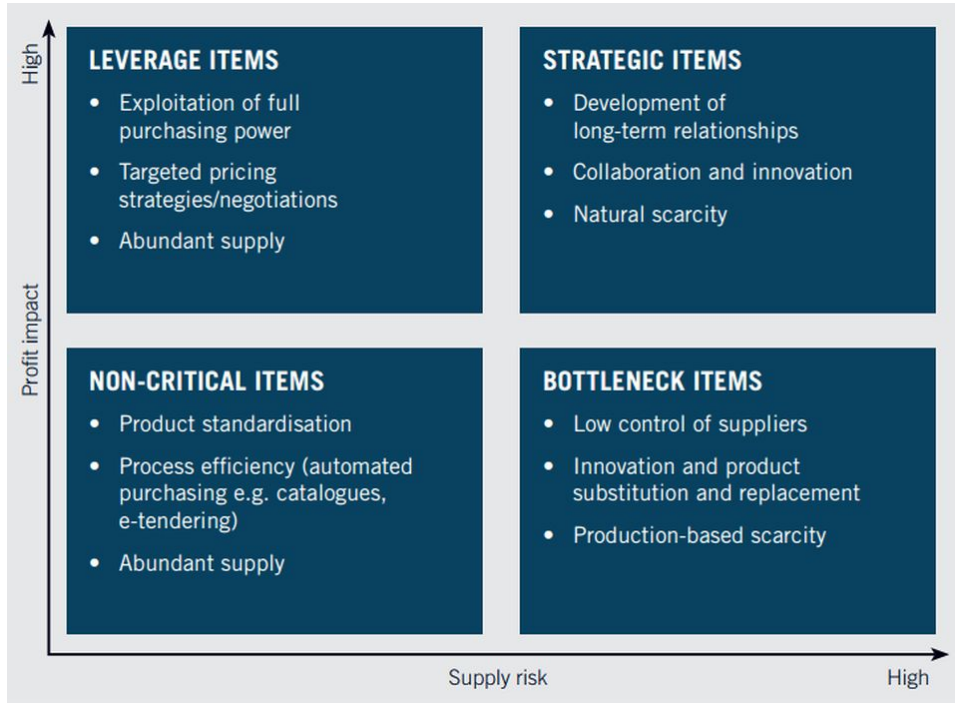 High
Profit impact
LEVERAGE ITEMS
• Exploitation of full
purchasing power
• Targeted pricing
strategies/negotiations
• Abundant supply
STRATEGIC ITEMS
• Development of
long-term relationships
• Collaboration and innovation
• Natural scarcity
NON-CRITICAL ITEMS
• Product standardisation
• Process efficiency (automated
purchasing e.g. catalogues,
e-tendering)
• Abundant supply
BOTTLENECK ITEMS
• Low control of suppliers
• Innovation and product
substitution and replacement
• Production-based scarcity
Supply risk
High